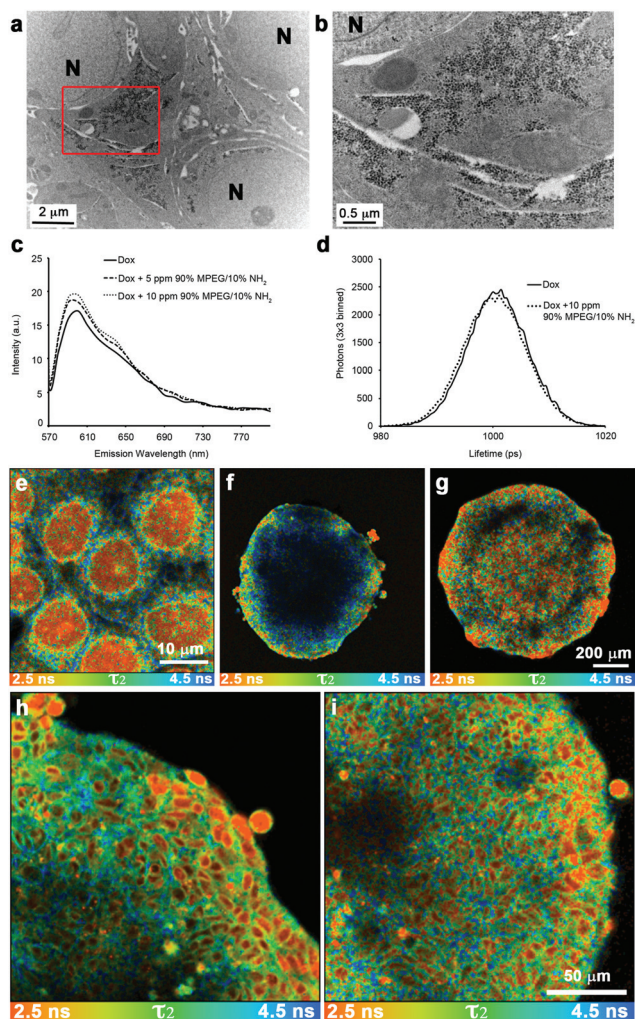 a
N
N
N
2 µm
b
N
0.5 µm
c
Dox
Dox + 5 ppm 90% MPEG/10% NH₂
Dox + 10 ppm 90% MPEG/10% NH₂
Intensity (a.u.)
25
20
15
10
5
0
570 610 650 690 730 770
Emission Wavelength (nm)
d
Dox
Dox +10 ppm
90% MPEG/10% NH₂
Photons (3x3 binned)
3000
2500
2000
1500
1000
500
0
980 1000 1020
Lifetime (ps)
e
10 µm
2.5 ns τ₂ 4.5 ns
f
2.5 ns τ₂ 4.5 ns
g
200 µm
2.5 ns τ₂ 4.5 ns
h
2.5 ns τ₂ 4.5 ns
i
50 µm
2.5 ns τ₂ 4.5 ns